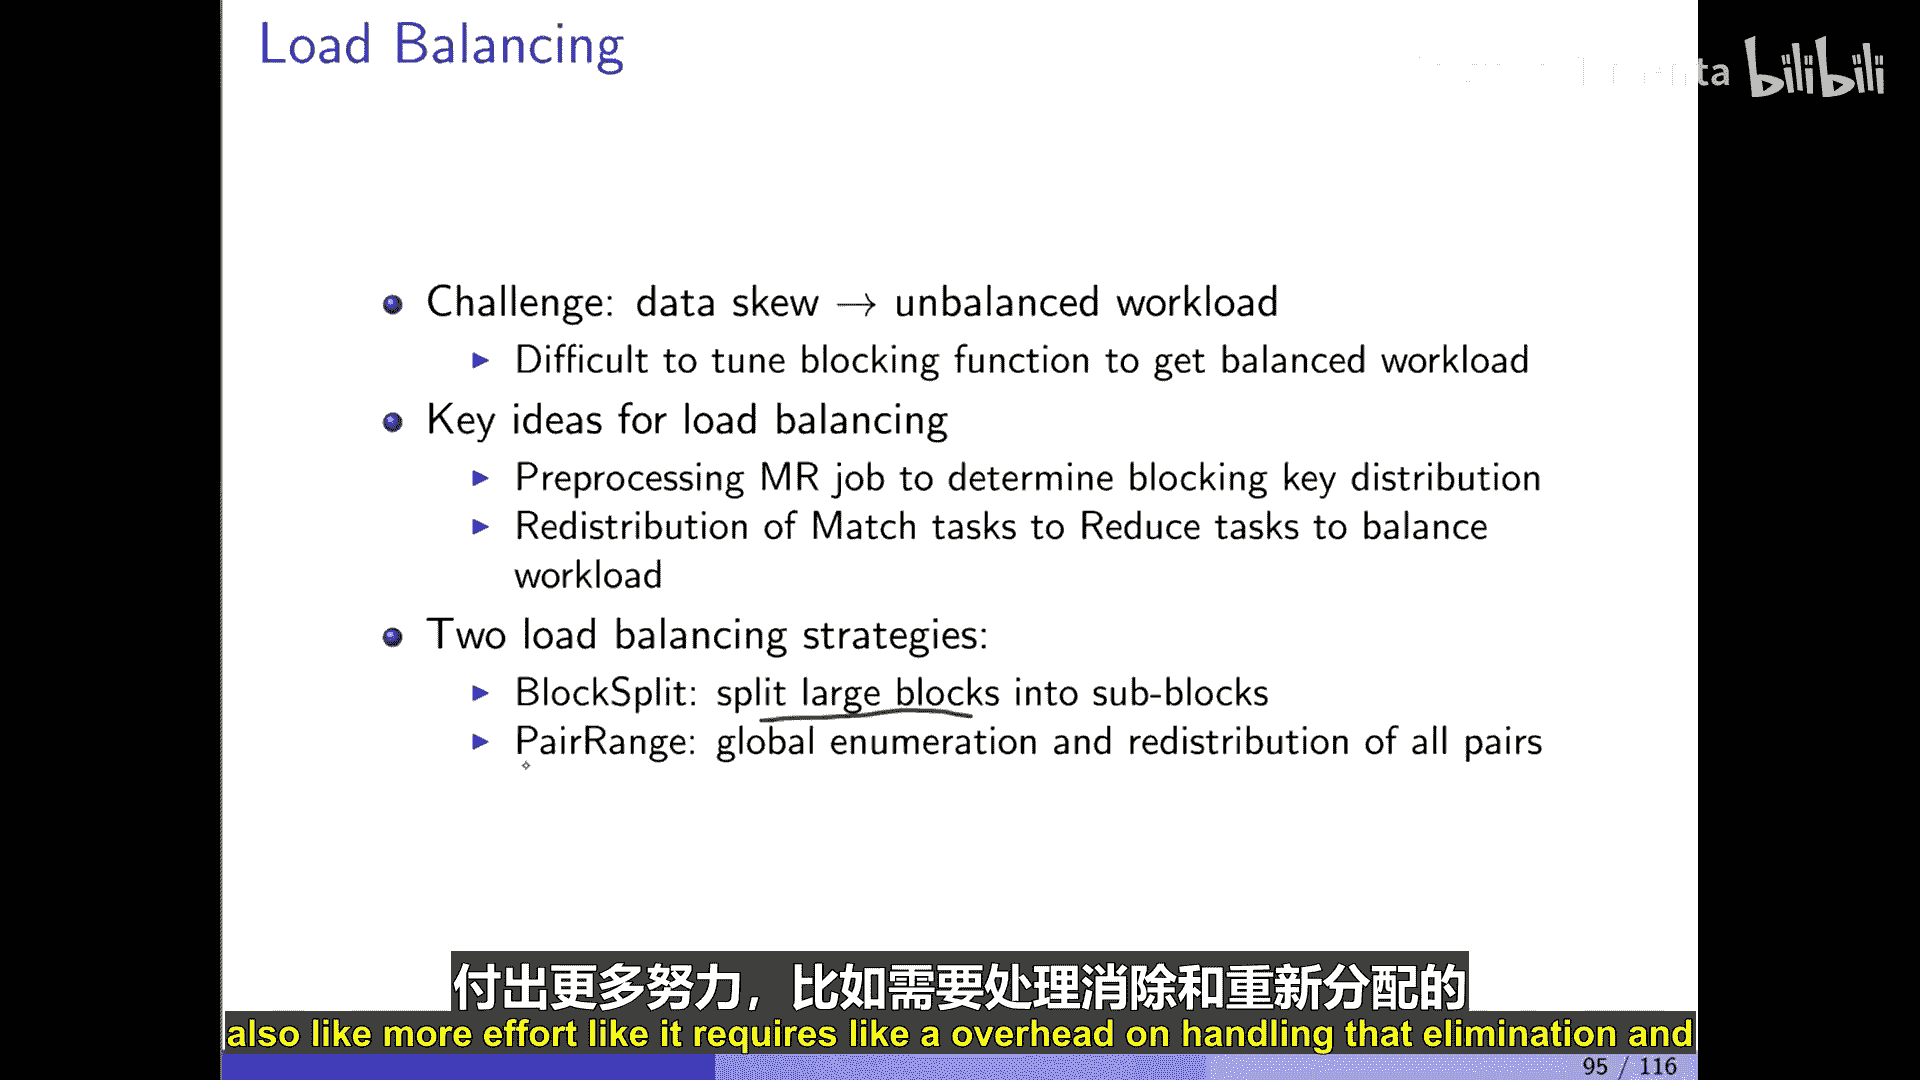 Load Balancing
bilibili
Challenge: data skew → unbalanced workload
Difficult to tune blocking function to get balanced workload
Key ideas for load balancing
Preprocessing MR job to determine blocking key distribution
Redistribution of Match tasks to Reduce tasks to balance
workload
Two load balancing strategies:
BlockSplit: split large blocks into sub-blocks
PairRange: global enumeration and redistribution of all pairs
付出更多努力，比如需要处理消除和重新分配的
also like more effort like it requires like a overhead on handling that elimination and
95 / 116